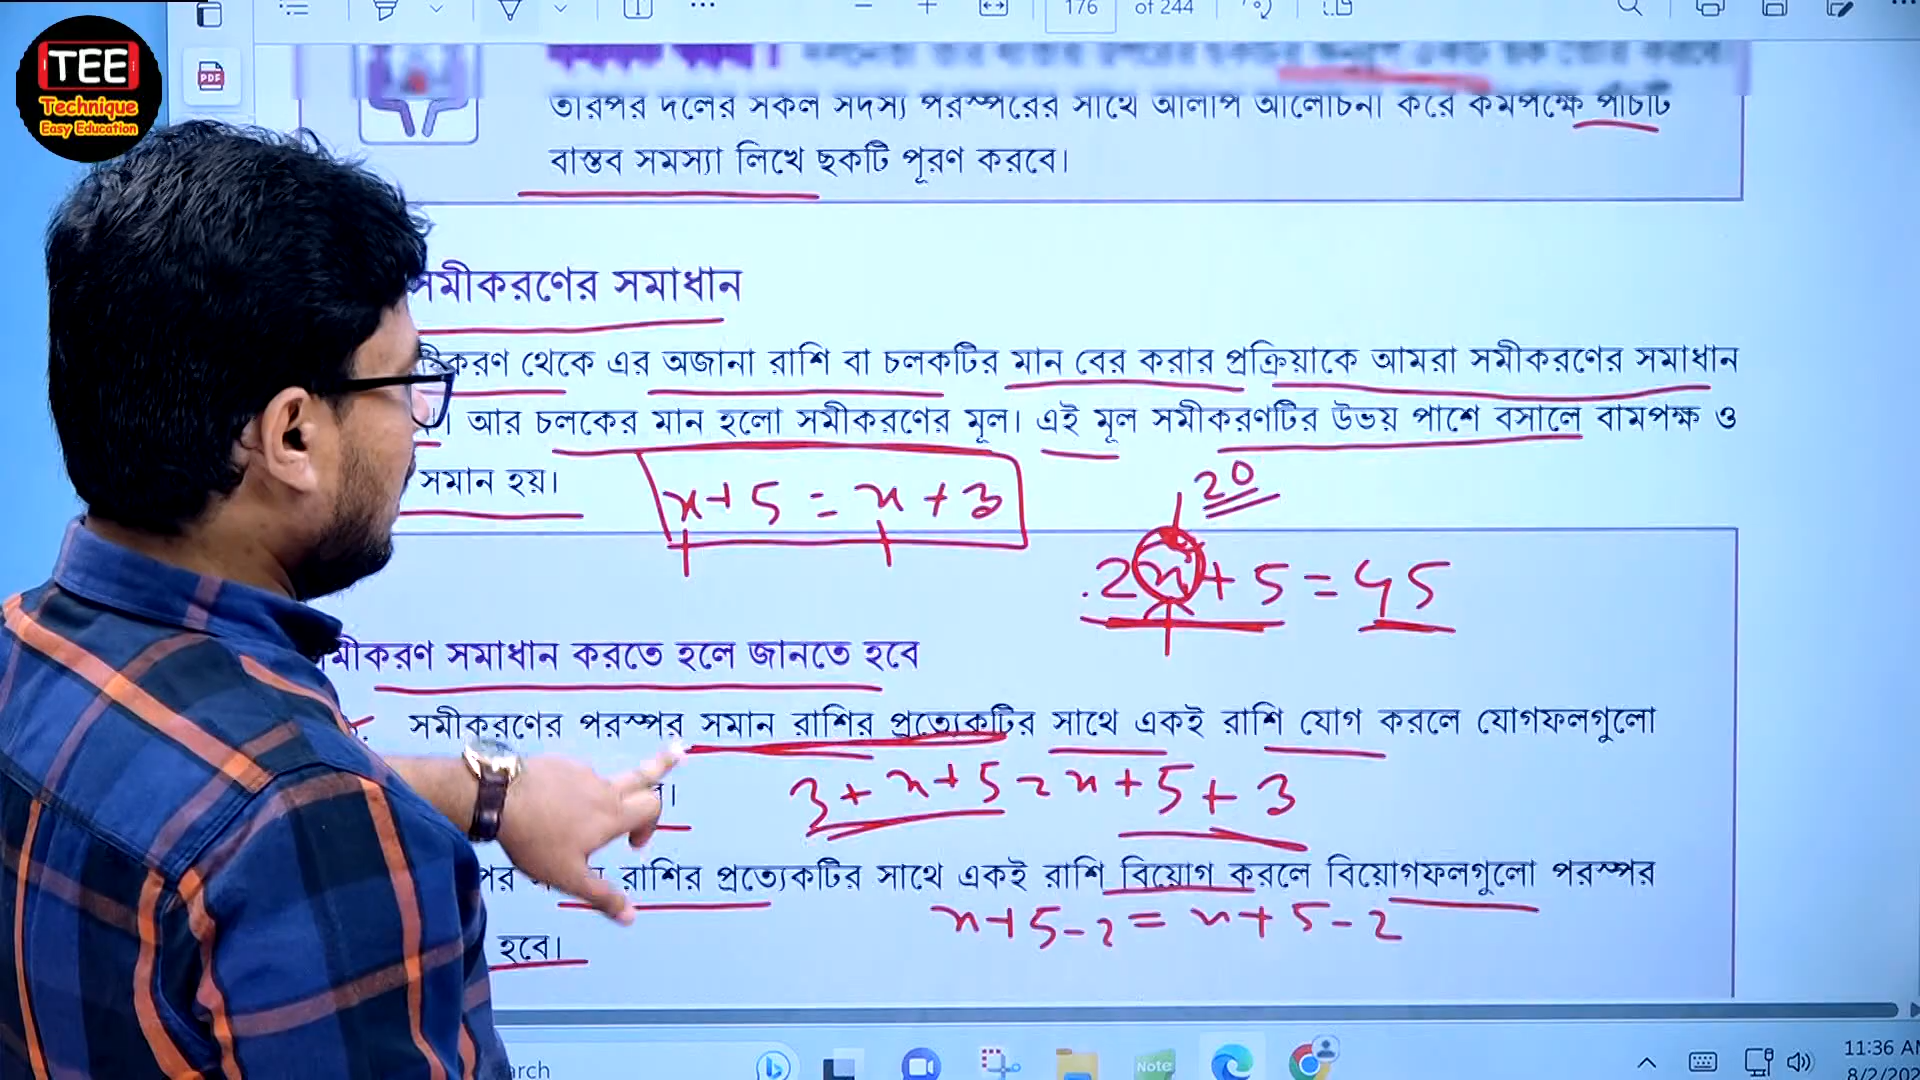 176 of 244
TEE
Technique
Easy Education
PDF
তারপর দলের সকল সদস্য পরস্পরের সাথে আলাপ আলোচনা করে কমপক্ষে পাঁচটি
বাস্তব সমস্যা লিখে ছকটি পূরণ করবে।
সমীকরণের সমাধান
থেকে এর অজানা রাশি বা চলকটির মান বের করার প্রক্রিয়াকে আমরা সমীকরণের সমাধান
আর চলকের মান হলো সমীকরণের মূল। এই মূল সমীকরণটির উভয় পাশে বসালে বামপক্ষ ও
সমান হয়।
x+5 = x+3
20
2x+5=45
সমাধান করতে হলে জানতে হবে
সমীকরণের পরস্পর সমান রাশির প্রত্যেকটির সাথে একই রাশি যোগ করলে যোগফলগুলো
3+x+5=x+5+3
রাশির প্রত্যেকটির সাথে একই রাশি বিয়োগ করলে বিয়োগফলগুলো পরস্পর
x+5-2=x+5-2
হবে।
Note
11:36